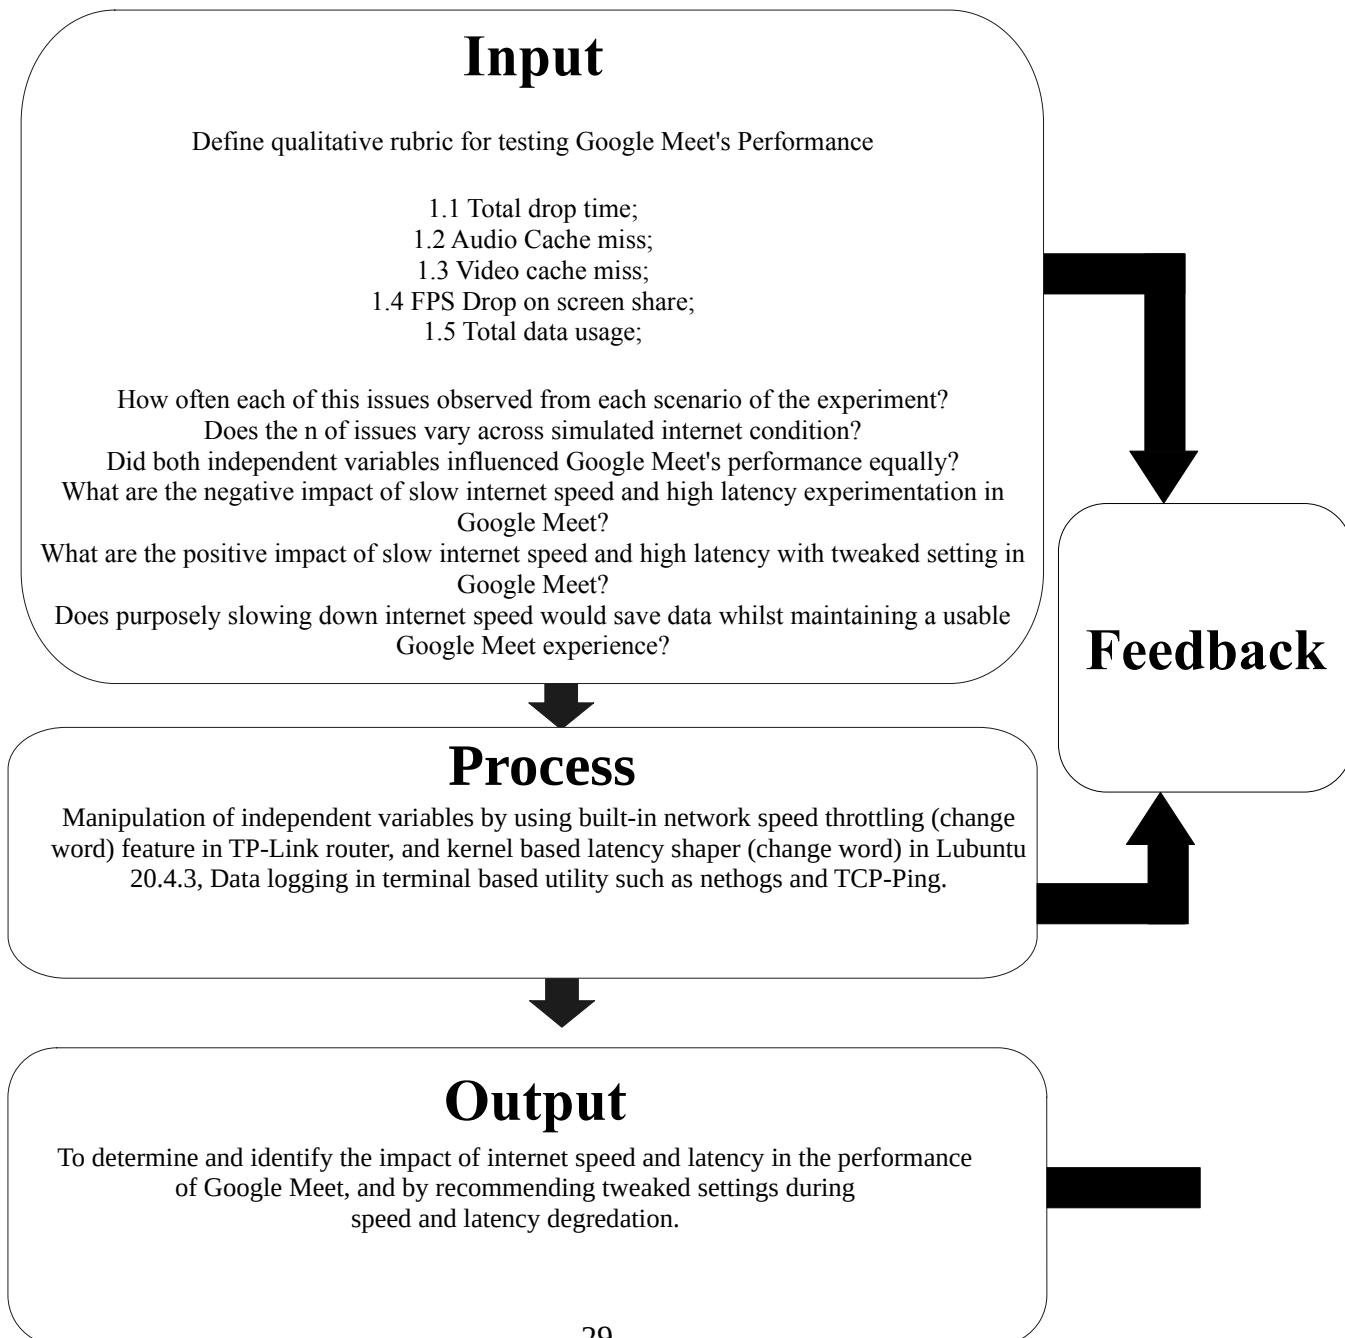 Input
Define qualitative rubric for testing Google Meet's Performance
1.1 Total drop time;
1.2 Audio Cache miss;
1.3 Video cache miss;
1.4 FPS Drop on screen share;
1.5 Total data usage;
How often each of this issues observed from each scenario of the experiment?
Does the n of issues vary across simulated internet condition?
Did both independent variables influenced Google Meet's performance equally?
What are the negative impact of slow internet speed and high latency experimentation in
Google Meet?
What are the positive impact of slow internet speed and high latency with tweaked setting in
Google Meet?
Does purposely slowing down internet speed would save data whilst maintaining a usable
Google Meet experience?
Feedback
Process
Manipulation of independent variables by using built-in network speed throttling (change
word) feature in TP-Link router, and kernel based latency shaper (change word) in Lubuntu
20.4.3, Data logging in terminal based utility such as nethogs and TCP-Ping.
Output
To determine and identify the impact of internet speed and latency in the performance
of Google Meet, and by recommending tweaked settings during
speed and latency degredation.
29